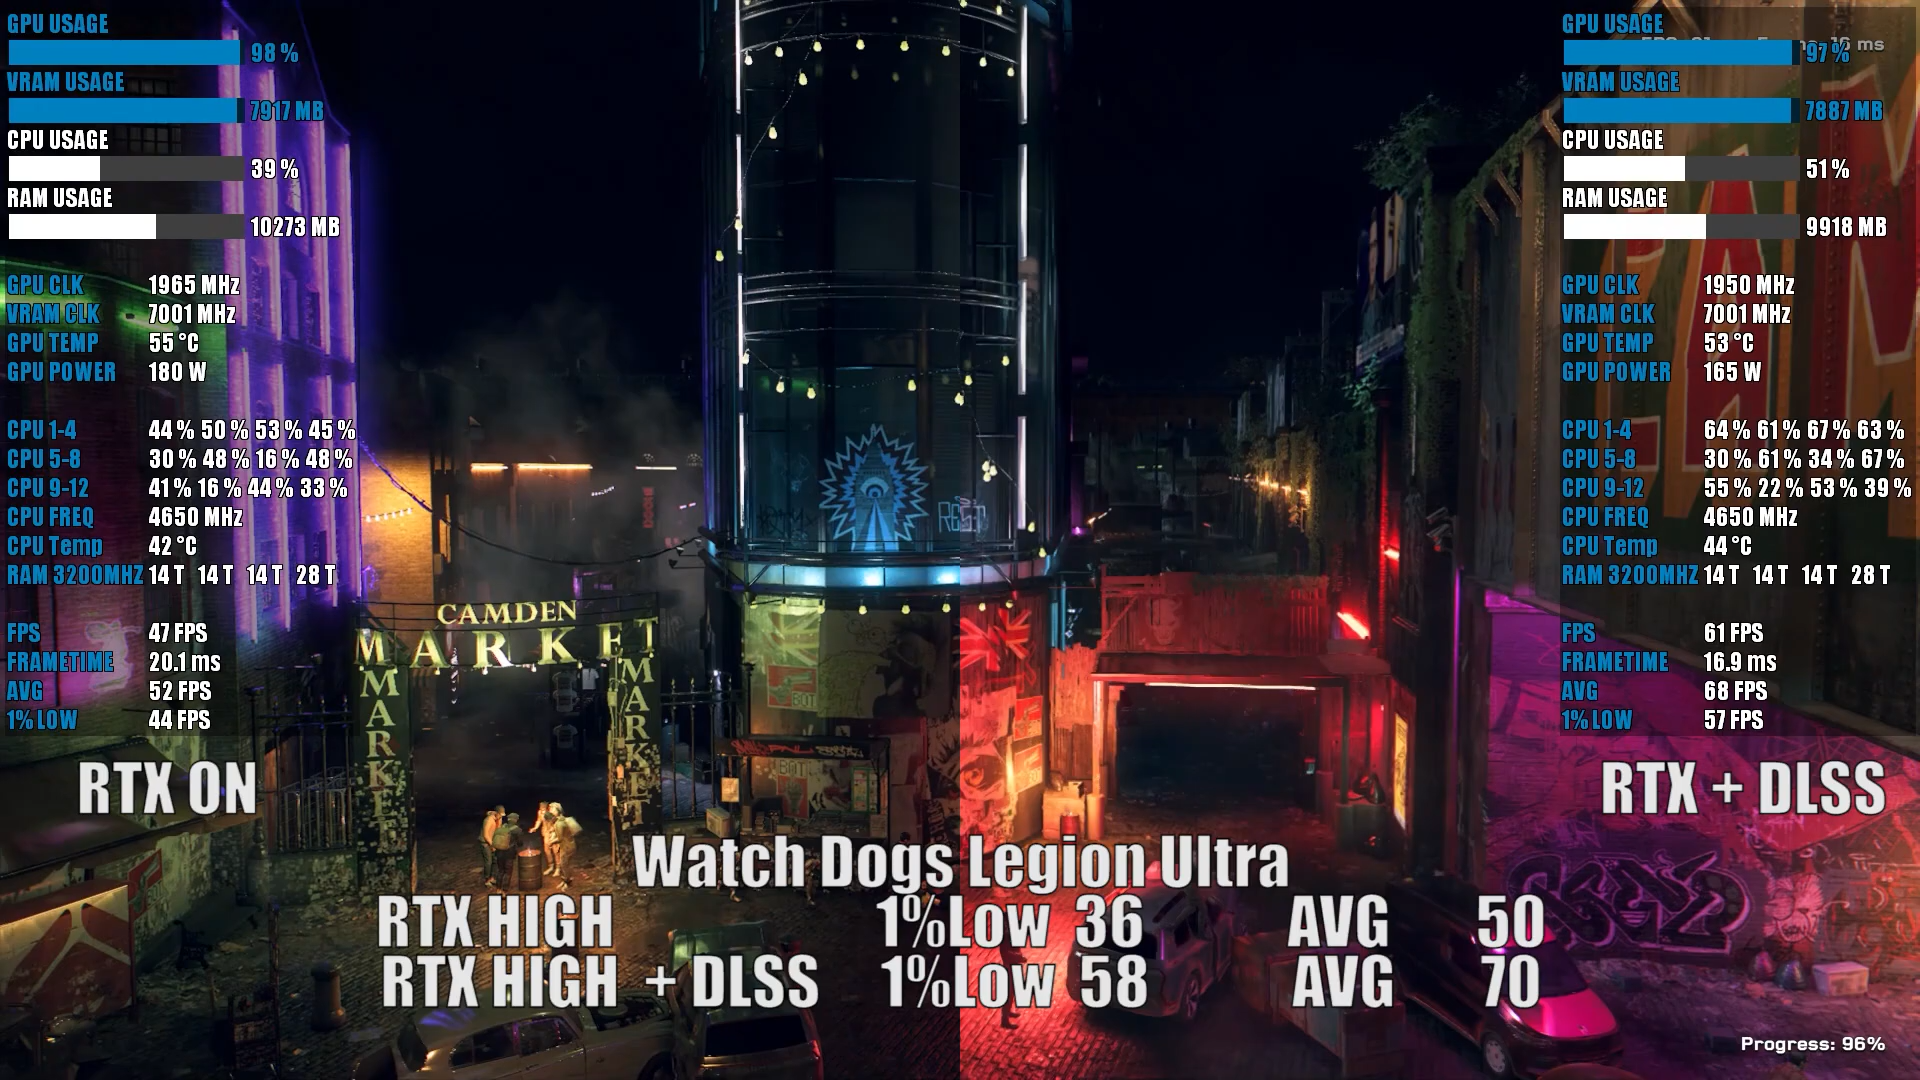 GPU USAGE
98 %
VRAM USAGE
7917 MB
CPU USAGE
39 %
RAM USAGE
10273 MB
GPU CLK 1965 MHz
VRAM CLK 7001 MHz
GPU TEMP 55 °C
GPU POWER 180 W
CPU 1-4 44 % 50 % 53 % 45 %
CPU 5-8 30 % 48 % 16 % 48 %
CPU 9-12 41 % 16 % 44 % 33 %
CPU FREQ 4650 MHz
CPU Temp 42 °C
RAM 3200MHZ 14 T 14 T 14 T 28 T
FPS 47 FPS
FRAMETIME 20.1 ms
AVG 52 FPS
1% LOW 44 FPS
RTX ON
CAMDEN
MARKET
MARKET
MARKET
GPU USAGE
97 %
VRAM USAGE
7887 MB
CPU USAGE
51 %
RAM USAGE
9918 MB
GPU CLK 1950 MHz
VRAM CLK 7001 MHz
GPU TEMP 53 °C
GPU POWER 165 W
CPU 1-4 64 % 61 % 67 % 63 %
CPU 5-8 30 % 61 % 34 % 67 %
CPU 9-12 55 % 22 % 53 % 39 %
CPU FREQ 4650 MHz
CPU Temp 44 °C
RAM 3200MHZ 14 T 14 T 14 T 28 T
FPS 61 FPS
FRAMETIME 16.9 ms
AVG 68 FPS
1% LOW 57 FPS
RTX + DLSS
Watch Dogs Legion Ultra
RTX HIGH 1%Low 36 AVG 50
RTX HIGH + DLSS 1%Low 58 AVG 70
Progress: 96%